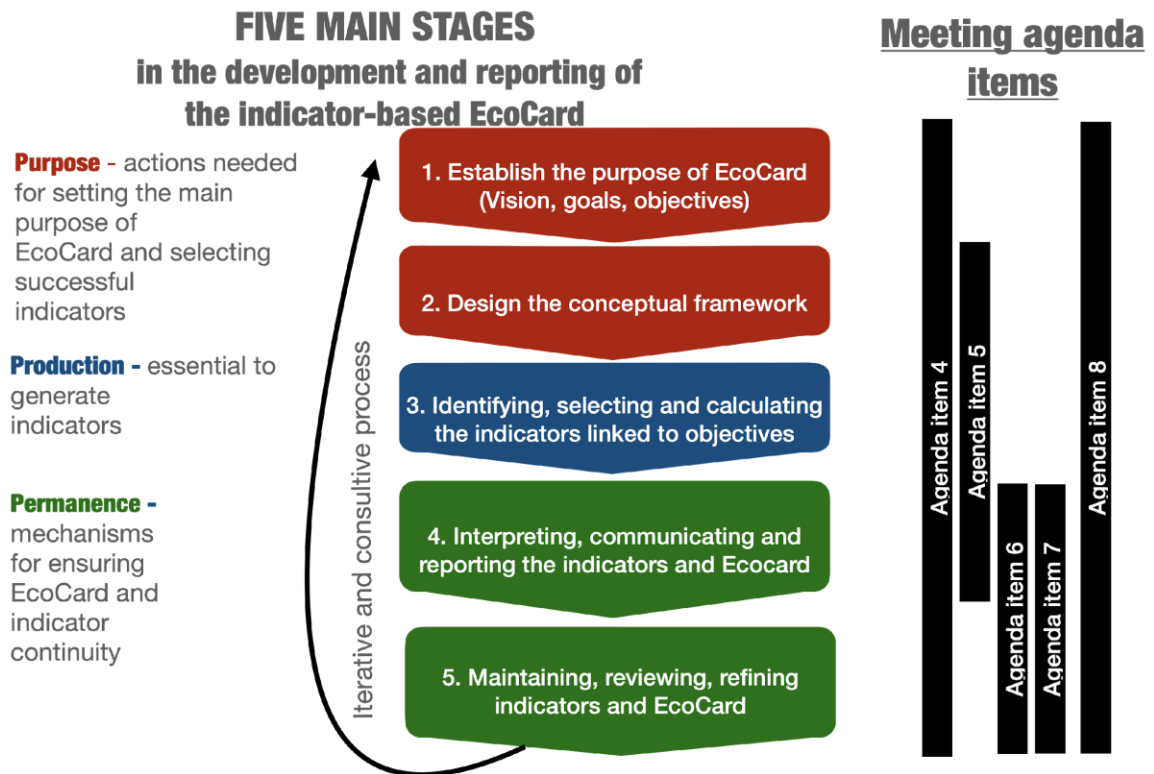 FIVE MAIN STAGES
in the development and reporting of
the indicator-based EcoCard
Meeting agenda
items
Purpose - actions needed
for setting the main
purpose of
EcoCard and selecting
successful
indicators
Production - essential to
generate
indicators
Permanence -
mechanisms
for ensuring
EcoCard and
indicator
continuity
Iterative and consultive process
1. Establish the purpose of EcoCard
(Vision, goals, objectives)
2. Design the conceptual framework
3. Identifying, selecting and calculating
the indicators linked to objectives
4. Interpreting, communicating and
reporting the indicators and Ecocard
5. Maintaining, reviewing, refining
indicators and EcoCard
Agenda item 4
Agenda item 5
Agenda item 6
Agenda item 7
Agenda item 8